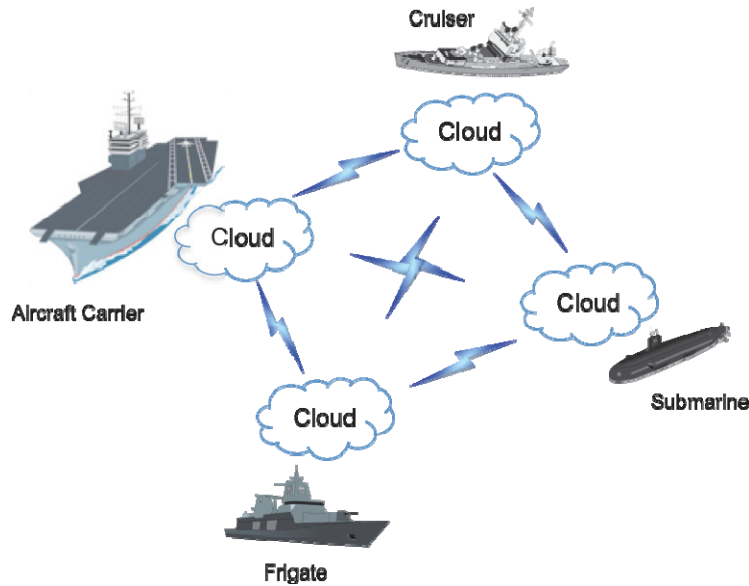 Cruiser
Cloud
Cloud
Aircraft Carrier
Cloud
Submarine
Cloud
Frigate